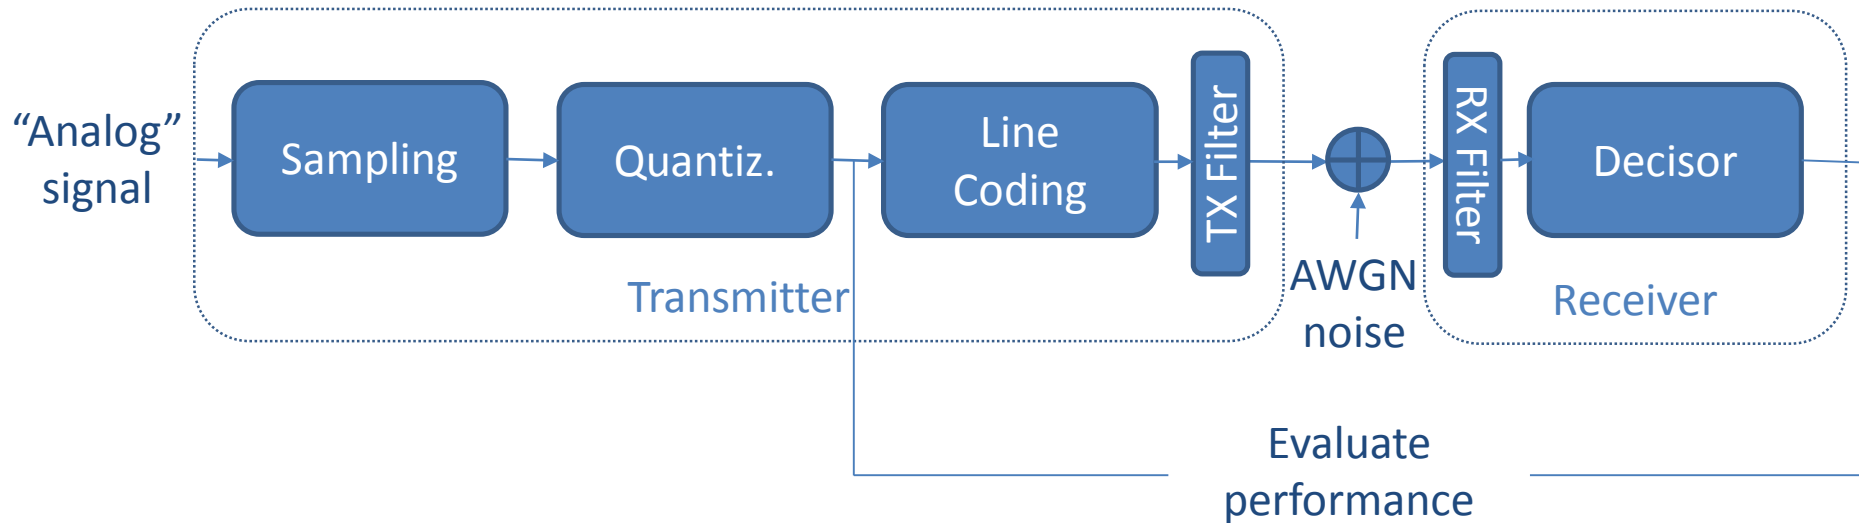 “Analog”
signal
Sampling
Quantiz.
Line
Coding
TX Filter
Transmitter
AWGN
noise
RX Filter
Decisor
Receiver
Evaluate
performance